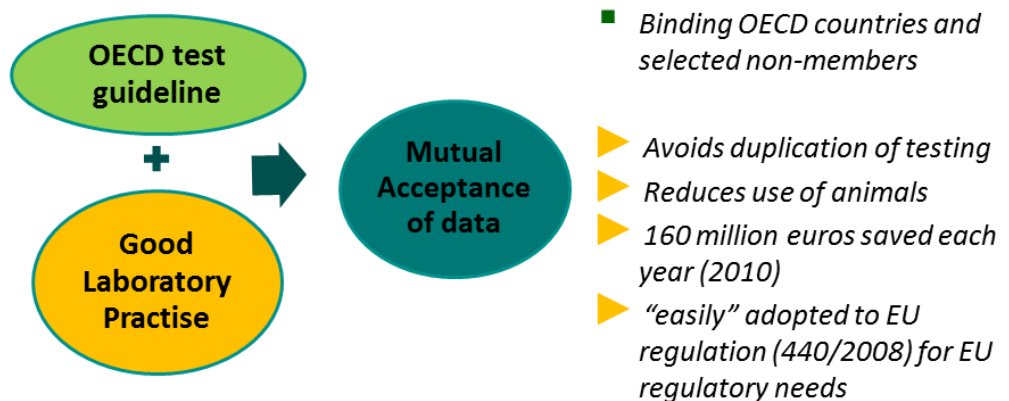 OECD test
guideline
+
Good
Laboratory
Practise
Mutual
Acceptance
of data
Binding OECD countries and
selected non-members
Avoids duplication of testing
Reduces use of animals
160 million euros saved each
year (2010)
“easily” adopted to EU
regulation (440/2008) for EU
regulatory needs